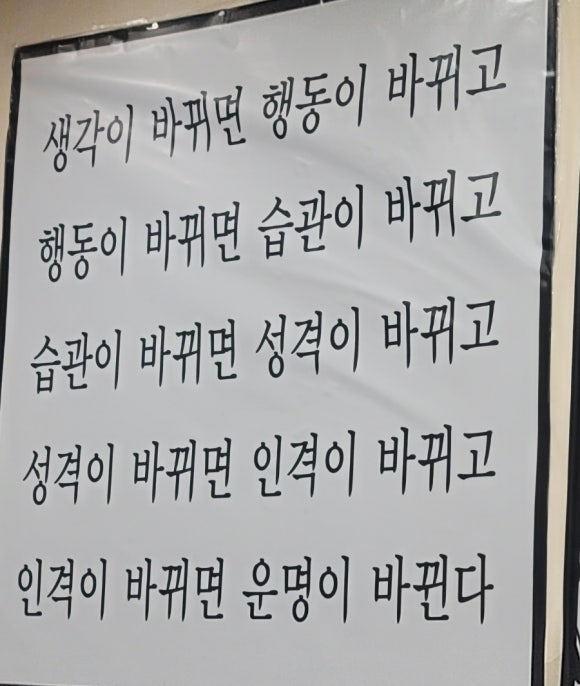 생각이 바뀌면 행동이 바뀌고
행동이 바뀌면 습관이 바뀌고
습관이 바뀌면 성격이 바뀌고
성격이 바뀌면 인격이 바뀌고
인격이 바뀌면 운명이 바뀐다